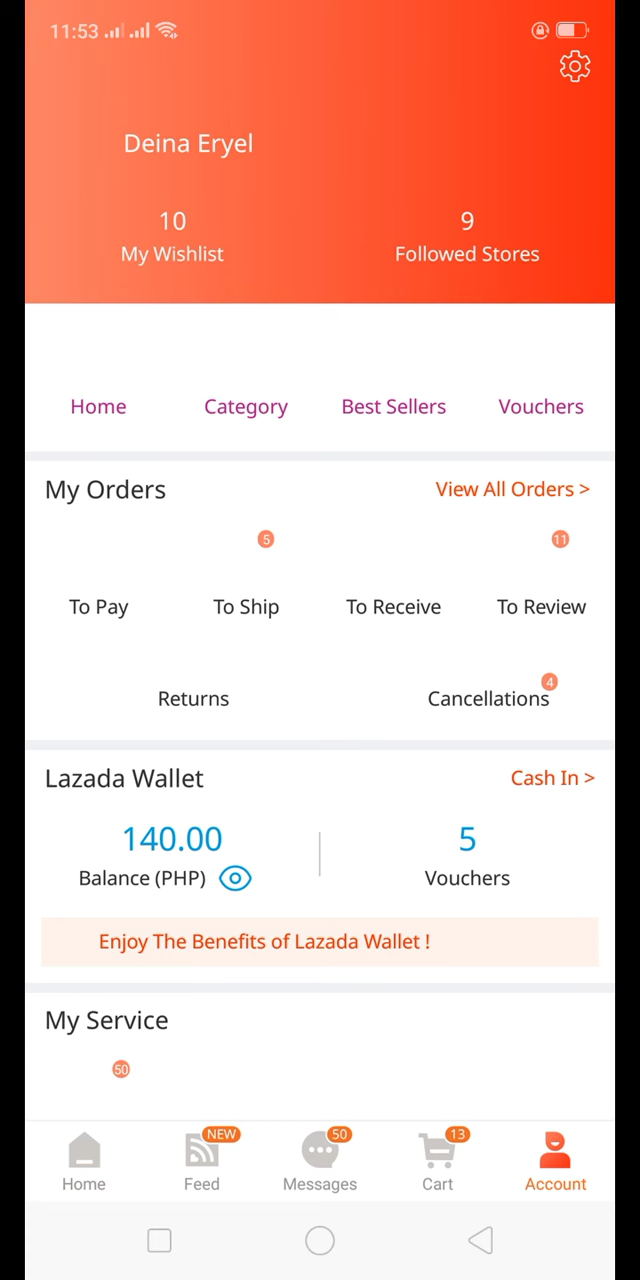 11:53
Deina Eryel
10 9
My Wishlist Followed Stores
Home Category Best Sellers Vouchers
My Orders View All Orders >
5 11
To Pay To Ship To Receive To Review
4
Returns Cancellations
Lazada Wallet Cash In >
140.00 5
Balance (PHP) Vouchers
Enjoy The Benefits of Lazada Wallet !
My Service
50
NEW 50 13
Home Feed Messages Cart Account